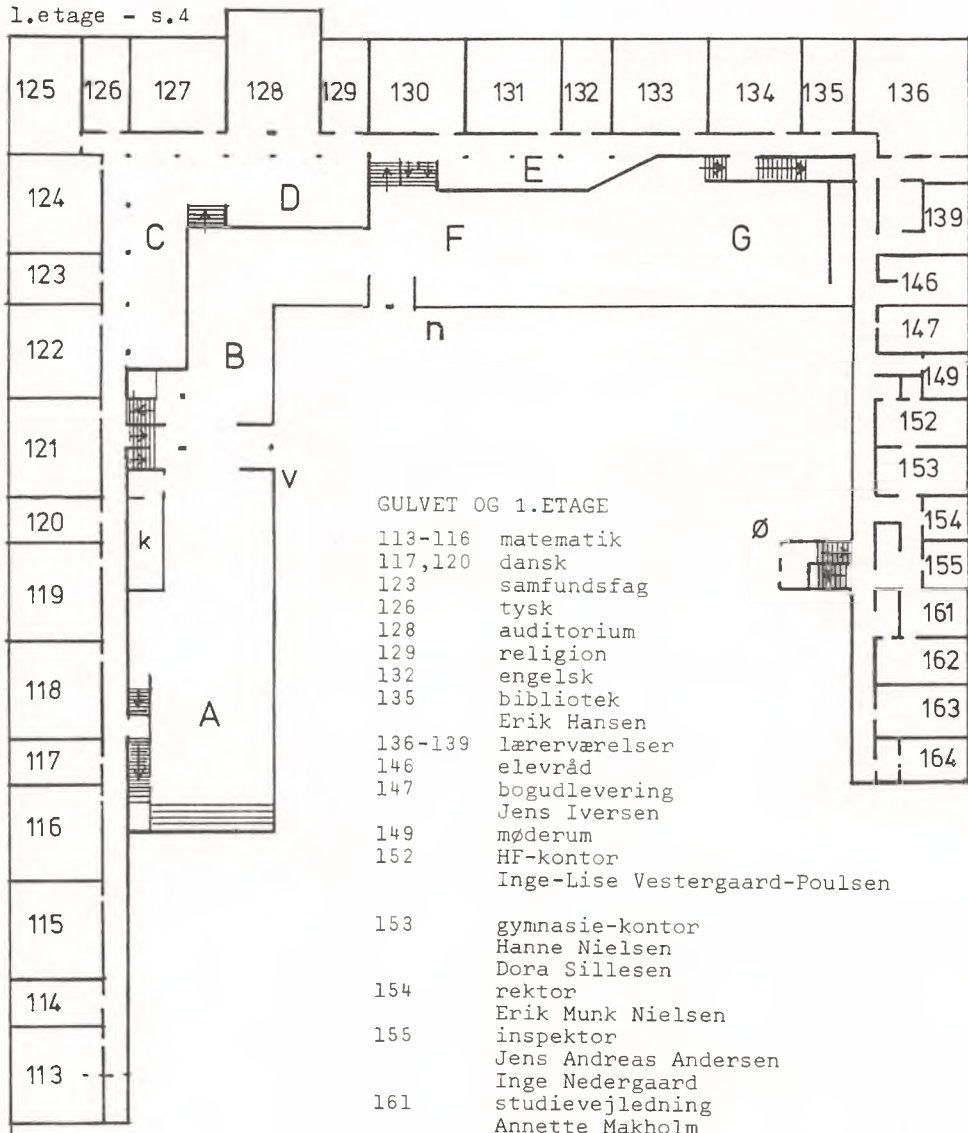 1.etage - s.4
125 126 127 128 129 130 131 132 133 134 135 136
124 D E 139
C F G
123 146
122 B n 147
149
121 152
v 153
120 GULVET OG 1.ETAGE Ø 154
k 155
119 161
118 162
A 163
117 164
116
115
114
113
113-116 matematik
117,120 dansk
123 samfundsfag
126 tysk
128 auditorium
129 religion
132 engelsk
135 bibliotek
Erik Hansen
136-139 lærerværelser
146 elevråd
147 bogudlevering
Jens Iversen
149 møderum
152 HF-kontor
Inge-Lise Vestergaard-Poulsen
153 gymnasie-kontor
Hanne Nielsen
Dora Sillesen
154 rektor
Erik Munk Nielsen
155 inspektor
Jens Andreas Andersen
Inge Nedergaard
161 studievejledning
Annette Makholm